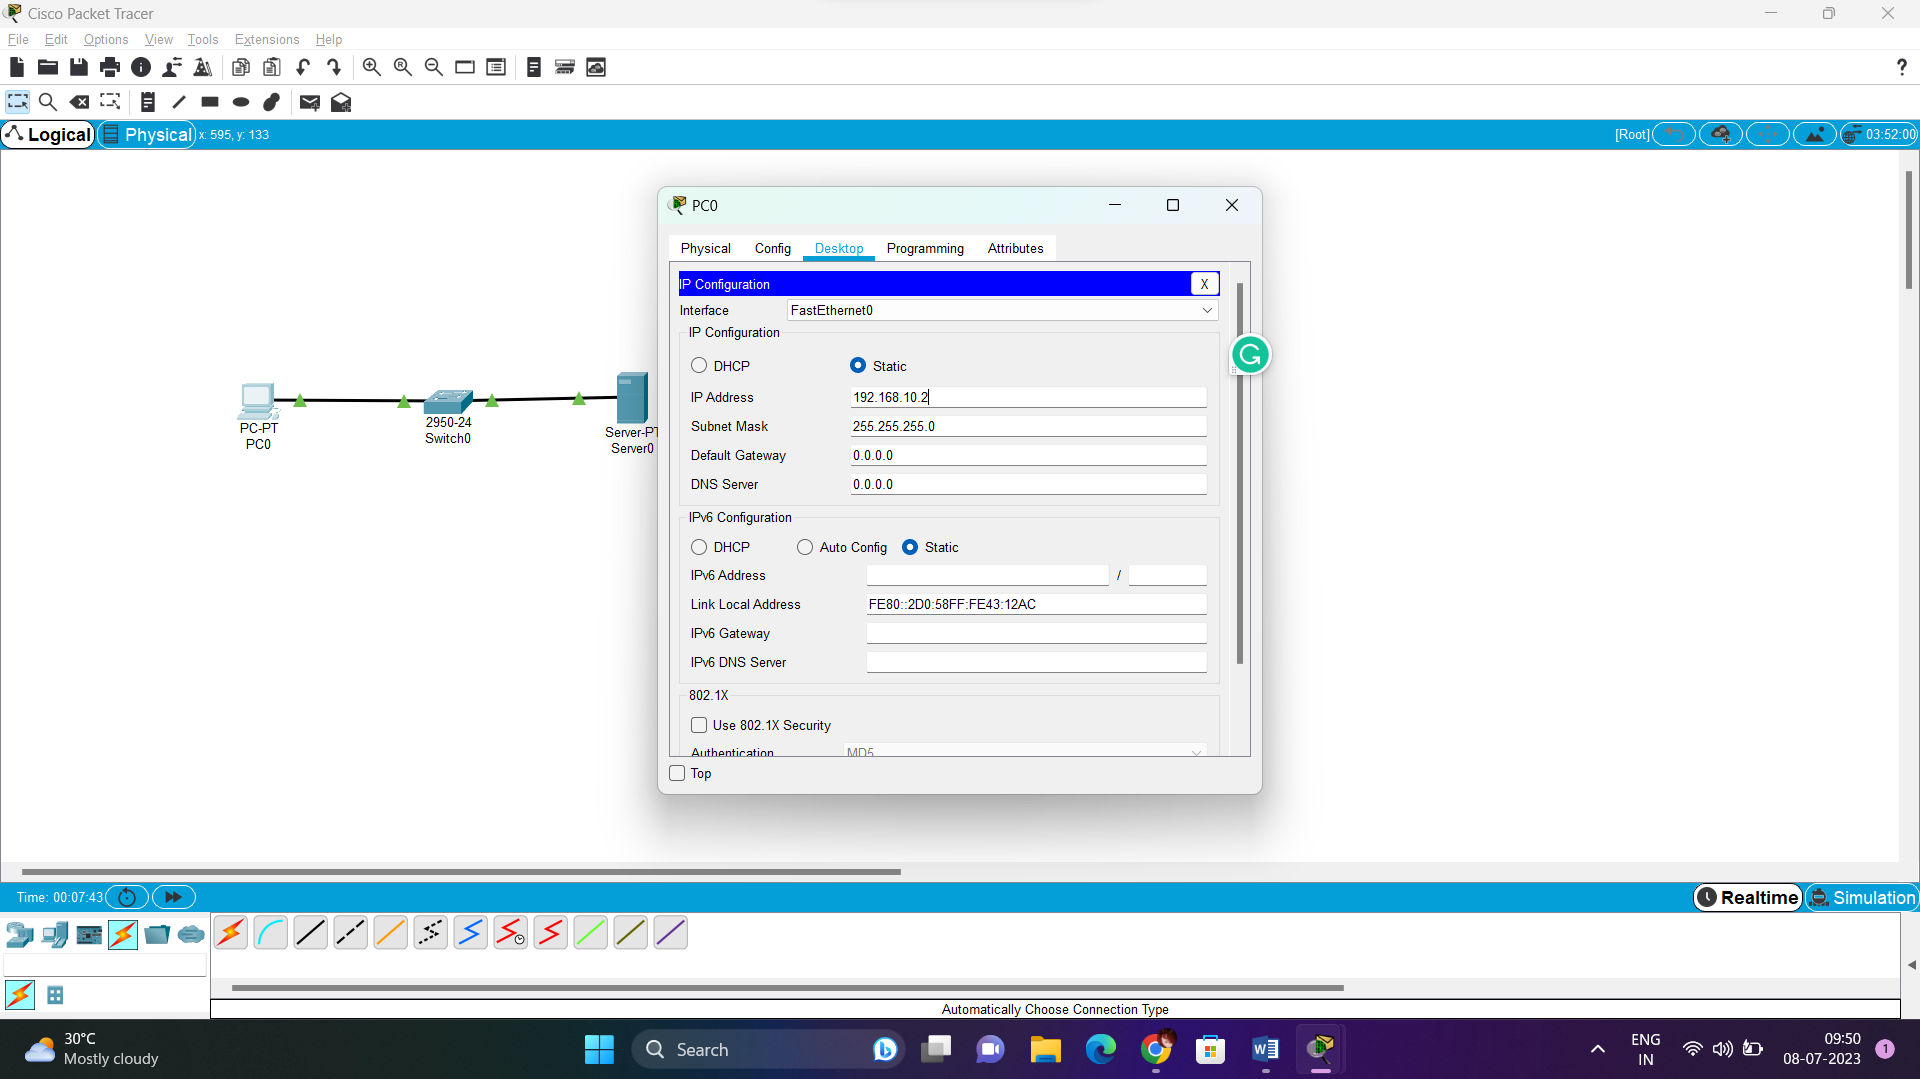 Cisco Packet Tracer
File Edit Options View Tools Extensions Help
?
Logical Physical x: 595, y: 133 [Root] 03:52:00
PC0
Physical Config Desktop Programming Attributes
IP Configuration X
Interface FastEthernet0
IP Configuration
DHCP Static
IP Address 192.168.10.2
Subnet Mask 255.255.255.0
Default Gateway 0.0.0.0
DNS Server 0.0.0.0
IPv6 Configuration
DHCP Auto Config Static
IPv6 Address /
Link Local Address FE80::2D0:58FF:FE43:12AC
IPv6 Gateway
IPv6 DNS Server
802.1X
Use 802.1X Security
Authentication MD5
Top
PC-PT
PC0
2950-24
Switch0
Server-PT
Server0
Time: 00:07:43 Realtime Simulation
Automatically Choose Connection Type
30°C
Mostly cloudy
Search
ENG
IN
09:50
08-07-2023
1